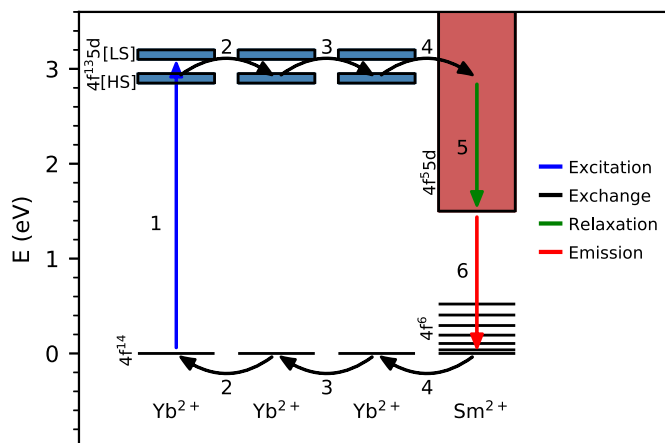 E (eV)
3
2
1
0
4f¹³5d
[LS]
[HS]
4f¹⁴
1
2
3
4
5
6
2
3
4
4f⁵5d
4f⁶
Yb²⁺
Yb²⁺
Yb²⁺
Sm²⁺
Excitation
Exchange
Relaxation
Emission